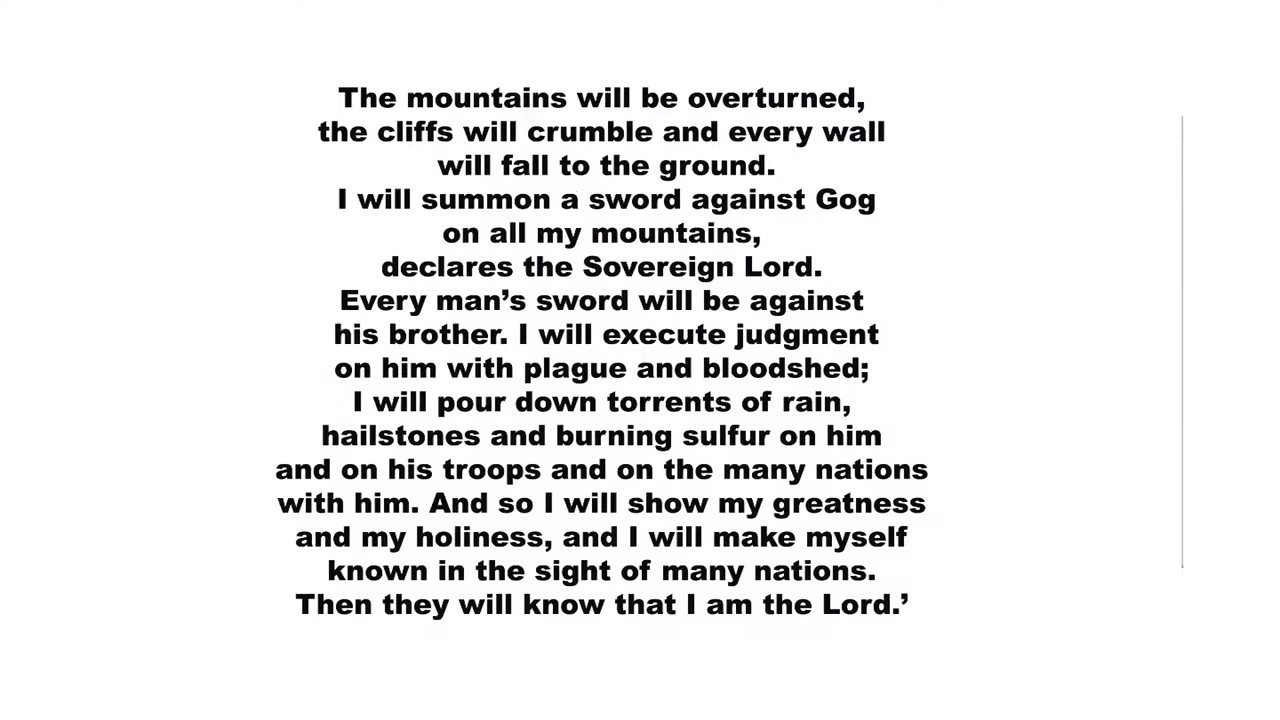 The mountains will be overturned,
the cliffs will crumble and every wall
will fall to the ground.
I will summon a sword against Gog
on all my mountains,
declares the Sovereign Lord.
Every man’s sword will be against
his brother. I will execute judgment
on him with plague and bloodshed;
I will pour down torrents of rain,
hailstones and burning sulfur on him
and on his troops and on the many nations
with him. And so I will show my greatness
and my holiness, and I will make myself
known in the sight of many nations.
Then they will know that I am the Lord.’